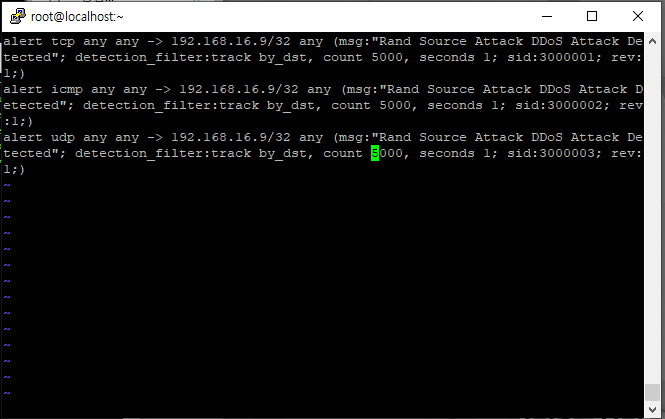 root@localhost:~
alert tcp any any -> 192.168.16.9/32 any (msg:"Rand Source Attack DDoS Attack De
tected"; detection_filter:track by_dst, count 5000, seconds 1; sid:3000001; rev:
1;)
alert icmp any any -> 192.168.16.9/32 any (msg:"Rand Source Attack DDoS Attack D
etected"; detection_filter:track by_dst, count 5000, seconds 1; sid:3000002; rev
:1;)
alert udp any any -> 192.168.16.9/32 any (msg:"Rand Source Attack DDoS Attack De
tected"; detection_filter:track by_dst, count 5000, seconds 1; sid:3000003; rev:
1;)
~
~
~
~
~
~
~
~
~
~
~
~
~
~